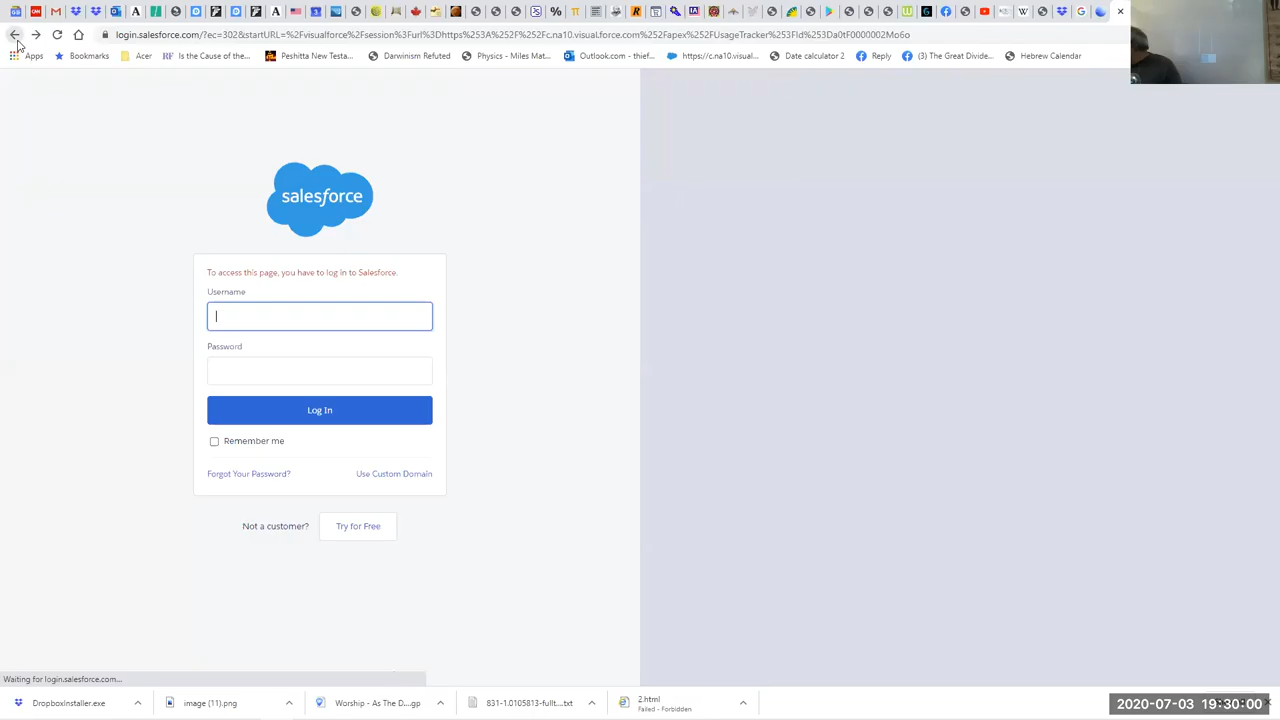 login.salesforce.com/?ec=302&startURL=%2Fvisualforce%2Fsession%3Furl%3Dhttps%253A%252F%252Fc.na10.visual.force.com%252Fapex%252FUsageTracker%253FId%253Da0tF0000002Mo6o
Apps
Bookmarks
Acer
Is the Cause of the...
Peshitta New Testa...
Darwinism Refuted
Physics - Miles Mat...
Outlook.com - thief...
https://c.na10.visual...
Date calculator 2
Reply
(3) The Great Divide...
Hebrew Calendar
salesforce
To access this page, you have to log in to Salesforce.
Username
Password
Log In
Remember me
Forgot Your Password?
Use Custom Domain
Not a customer?
Try for Free
Waiting for login.salesforce.com...
DropboxInstaller.exe
image (11).png
Worship - As The D....gp
831-1.0105813-fullt....txt
2.html
Failed - Forbidden
2020-07-03 19:30:00